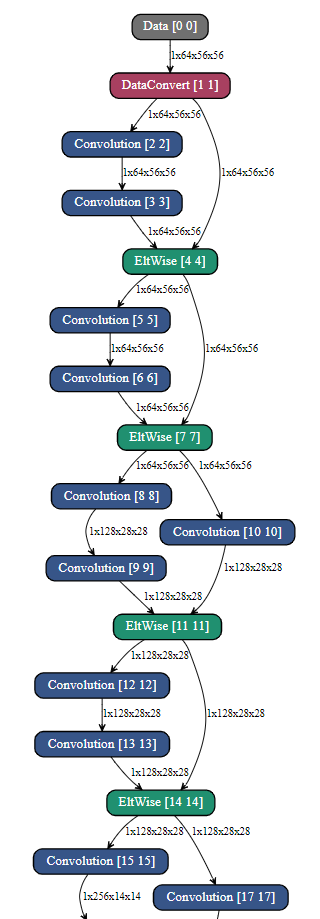 Data [0 0]
1x64x56x56
DataConvert [1 1]
1x64x56x56
Convolution [2 2]
1x64x56x56
1x64x56x56
Convolution [3 3]
1x64x56x56
EltWise [4 4]
1x64x56x56
Convolution [5 5]
1x64x56x56
1x64x56x56
Convolution [6 6]
1x64x56x56
EltWise [7 7]
1x64x56x56
1x64x56x56
Convolution [8 8]
1x128x28x28
Convolution [10 10]
Convolution [9 9]
1x128x28x28
1x128x28x28
EltWise [11 11]
1x128x28x28
Convolution [12 12]
1x128x28x28
1x128x28x28
Convolution [13 13]
1x128x28x28
EltWise [14 14]
1x128x28x28
1x128x28x28
Convolution [15 15]
1x256x14x14
Convolution [17 17]